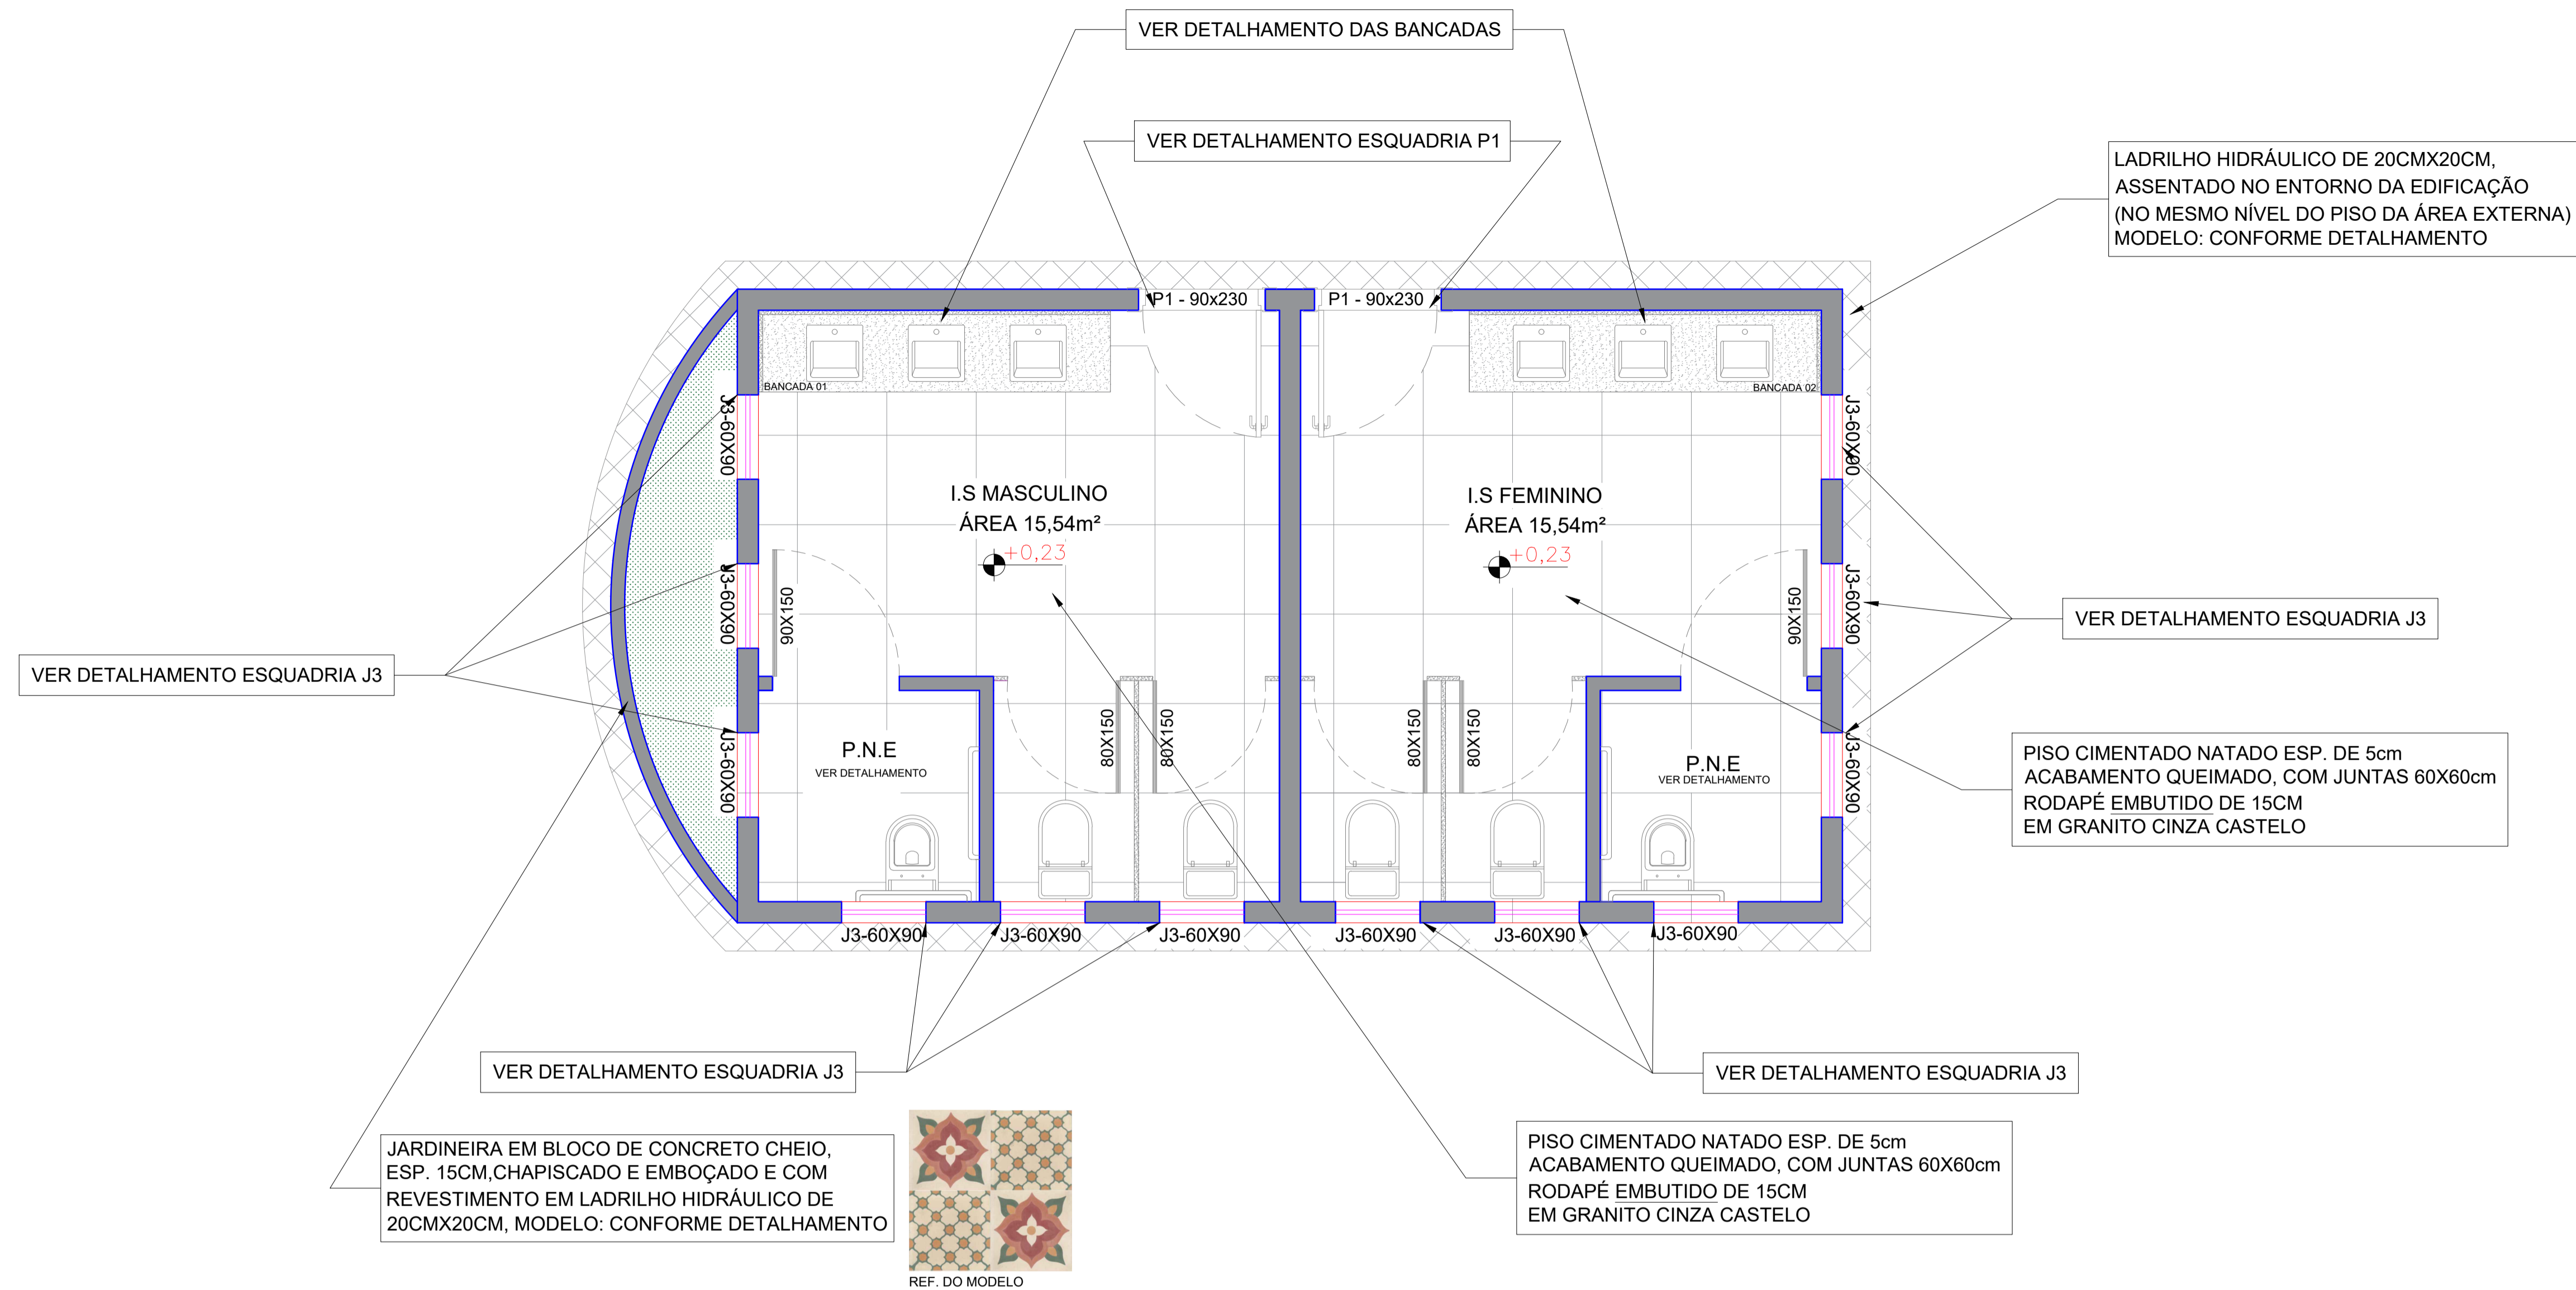 VER DETALHAMENTO DAS BANCADAS
VER DETALHAMENTO ESQUADRIA P1
LADRILHO HIDRÁULICO DE 20CMX20CM,
ASSENTADO NO ENTORNO DA EDIFICAÇÃO
(NO MESMO NÍVEL DO PISO DA ÁREA EXTERNA)
MODELO: CONFORME DETALHAMENTO
P1 - 90x230
P1 - 90x230
BANCADA 01
BANCADA 02
J3-60X90
J3-60X90
I.S MASCULINO
ÁREA 15,54m²
+0,23
I.S FEMININO
ÁREA 15,54m²
+0,23
J3-60X90
90X150
90X150
J3-60X90
VER DETALHAMENTO ESQUADRIA J3
VER DETALHAMENTO ESQUADRIA J3
80X150
80X150
80X150
80X150
J3-60X90
P.N.E
VER DETALHAMENTO
P.N.E
VER DETALHAMENTO
J3-60X90
PISO CIMENTADO NATADO ESP. DE 5cm
ACABAMENTO QUEIMADO, COM JUNTAS 60X60cm
RODAPÉ EMBUTIDO DE 15CM
EM GRANITO CINZA CASTELO
J3-60X90
J3-60X90
J3-60X90
J3-60X90
J3-60X90
J3-60X90
VER DETALHAMENTO ESQUADRIA J3
VER DETALHAMENTO ESQUADRIA J3
JARDINEIRA EM BLOCO DE CONCRETO CHEIO,
ESP. 15CM,CHAPISCADO E EMBOÇADO E COM
REVESTIMENTO EM LADRILHO HIDRÁULICO DE
20CMX20CM, MODELO: CONFORME DETALHAMENTO
REF. DO MODELO
PISO CIMENTADO NATADO ESP. DE 5cm
ACABAMENTO QUEIMADO, COM JUNTAS 60X60cm
RODAPÉ EMBUTIDO DE 15CM
EM GRANITO CINZA CASTELO